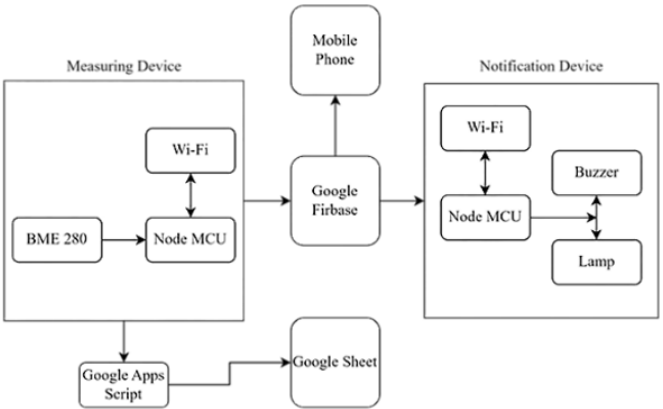 Mobile
Phone
Measuring Device
Notification Device
Wi-Fi
Wi-Fi
Buzzer
Google
Firbase
BME 280
Node MCU
Node MCU
Lamp
Google Apps
Script
Google Sheet